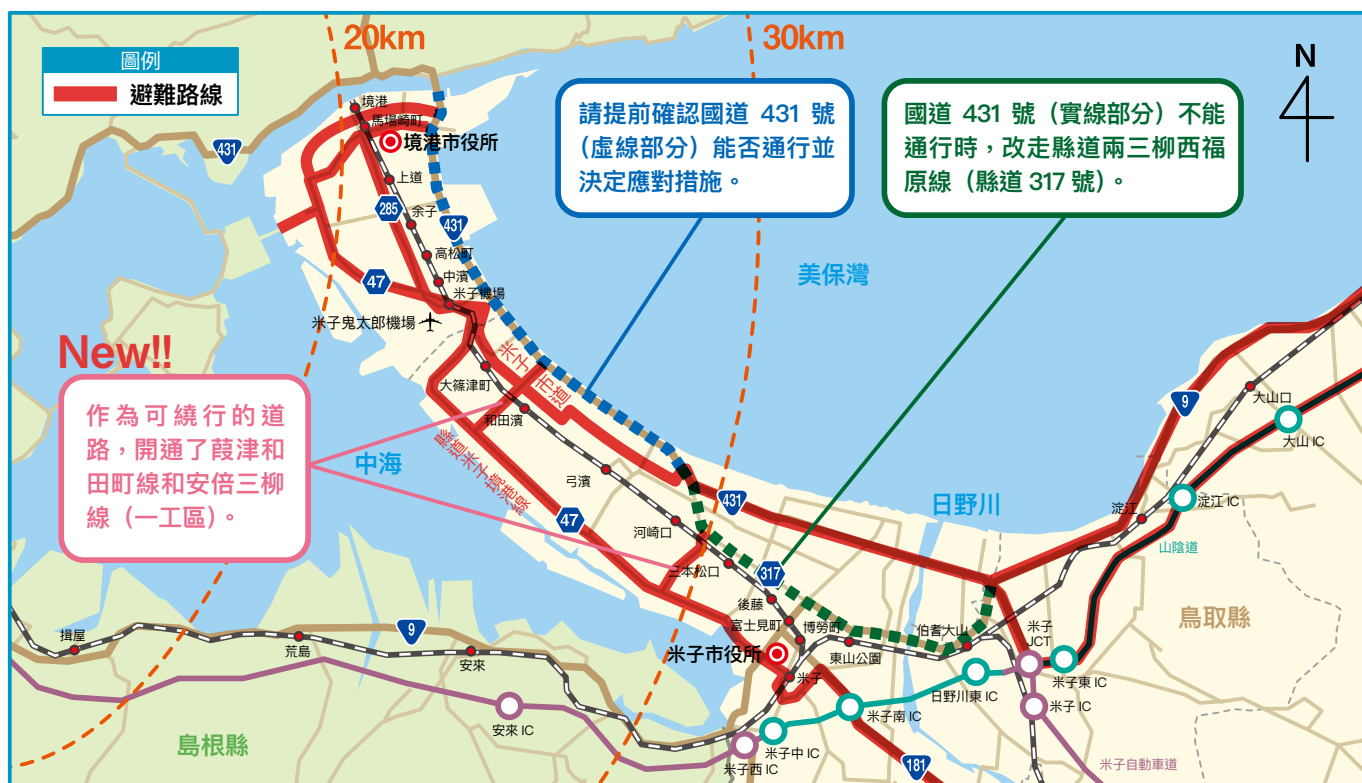 20km
30km
N
圖例
避難路線
請提前確認國道 431 號
(虛線部分)能否通行並
決定應對措施。
國道 431 號(實線部分)不能
通行時,改走縣道兩三柳西福
原線(縣道 317 號)。
境港
馬場崎町
境港市役所
431
上道
285
余子
431
高松町
中濱
47
米子機場
米子鬼太郎機場
美保灣
New!!
作為可繞行的道
路,開通了葭津和
田町線和安倍三柳
線(一工區)。
大篠津町
米子市道
和田濱
中海
縣道米子境港線
弓濱
47
河崎口
431
三本松口
317
後藤
富士見町
博勞町
米子市役所
東山公園
伯耆大山
米子
日野川
9
大山口
大山 IC
淀江
淀江 IC
山陰道
鳥取縣
米子
JCT
米子東 IC
日野川東 IC
米子 IC
米子南 IC
米子中 IC
米子西 IC
181
米子自動車道
揖屋
荒島
9
安來
安來 IC
島根縣